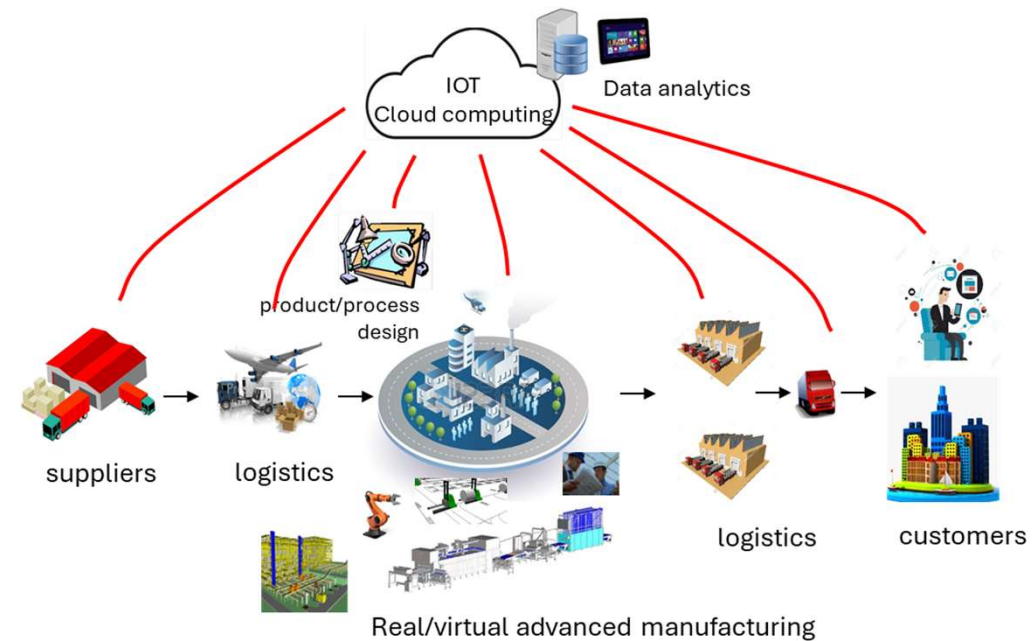 IOT
Cloud computing
Data analytics
product/process
design
suppliers
logistics
logistics
customers
Real/virtual advanced manufacturing